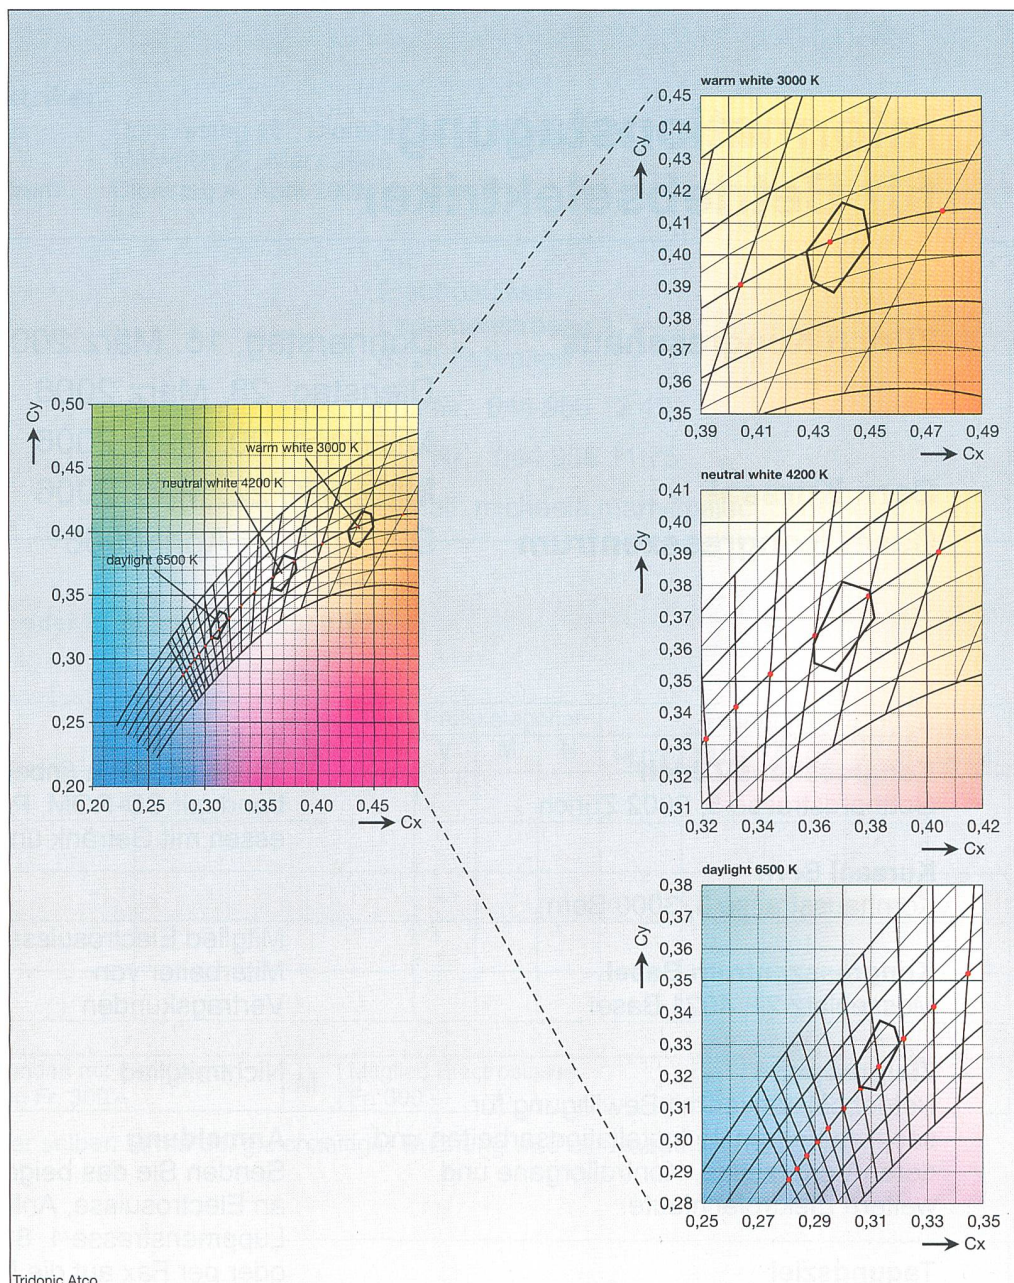 warm white 3000 K
0,45
0,44
0,43
0,42
0,41
0,40
0,39
0,38
0,37
0,36
0,35
Cy
0,39 0,41 0,43 0,45 0,47 0,49
Cx
0,50
0,45
0,40
0,35
0,30
0,25
0,20
Cy
warm white 3000 K
neutral white 4200 K
daylight 6500 K
0,20 0,25 0,30 0,35 0,40 0,45
Cx
neutral white 4200 K
0,41
0,40
0,39
0,38
0,37
0,36
0,35
0,34
0,33
0,32
0,31
Cy
0,32 0,34 0,36 0,38 0,40 0,42
Cx
daylight 6500 K
0,38
0,37
0,36
0,35
0,34
0,33
0,32
0,31
0,30
0,29
0,28
Cy
0,25 0,27 0,29 0,31 0,33 0,35
Cx
Tridonic Atco